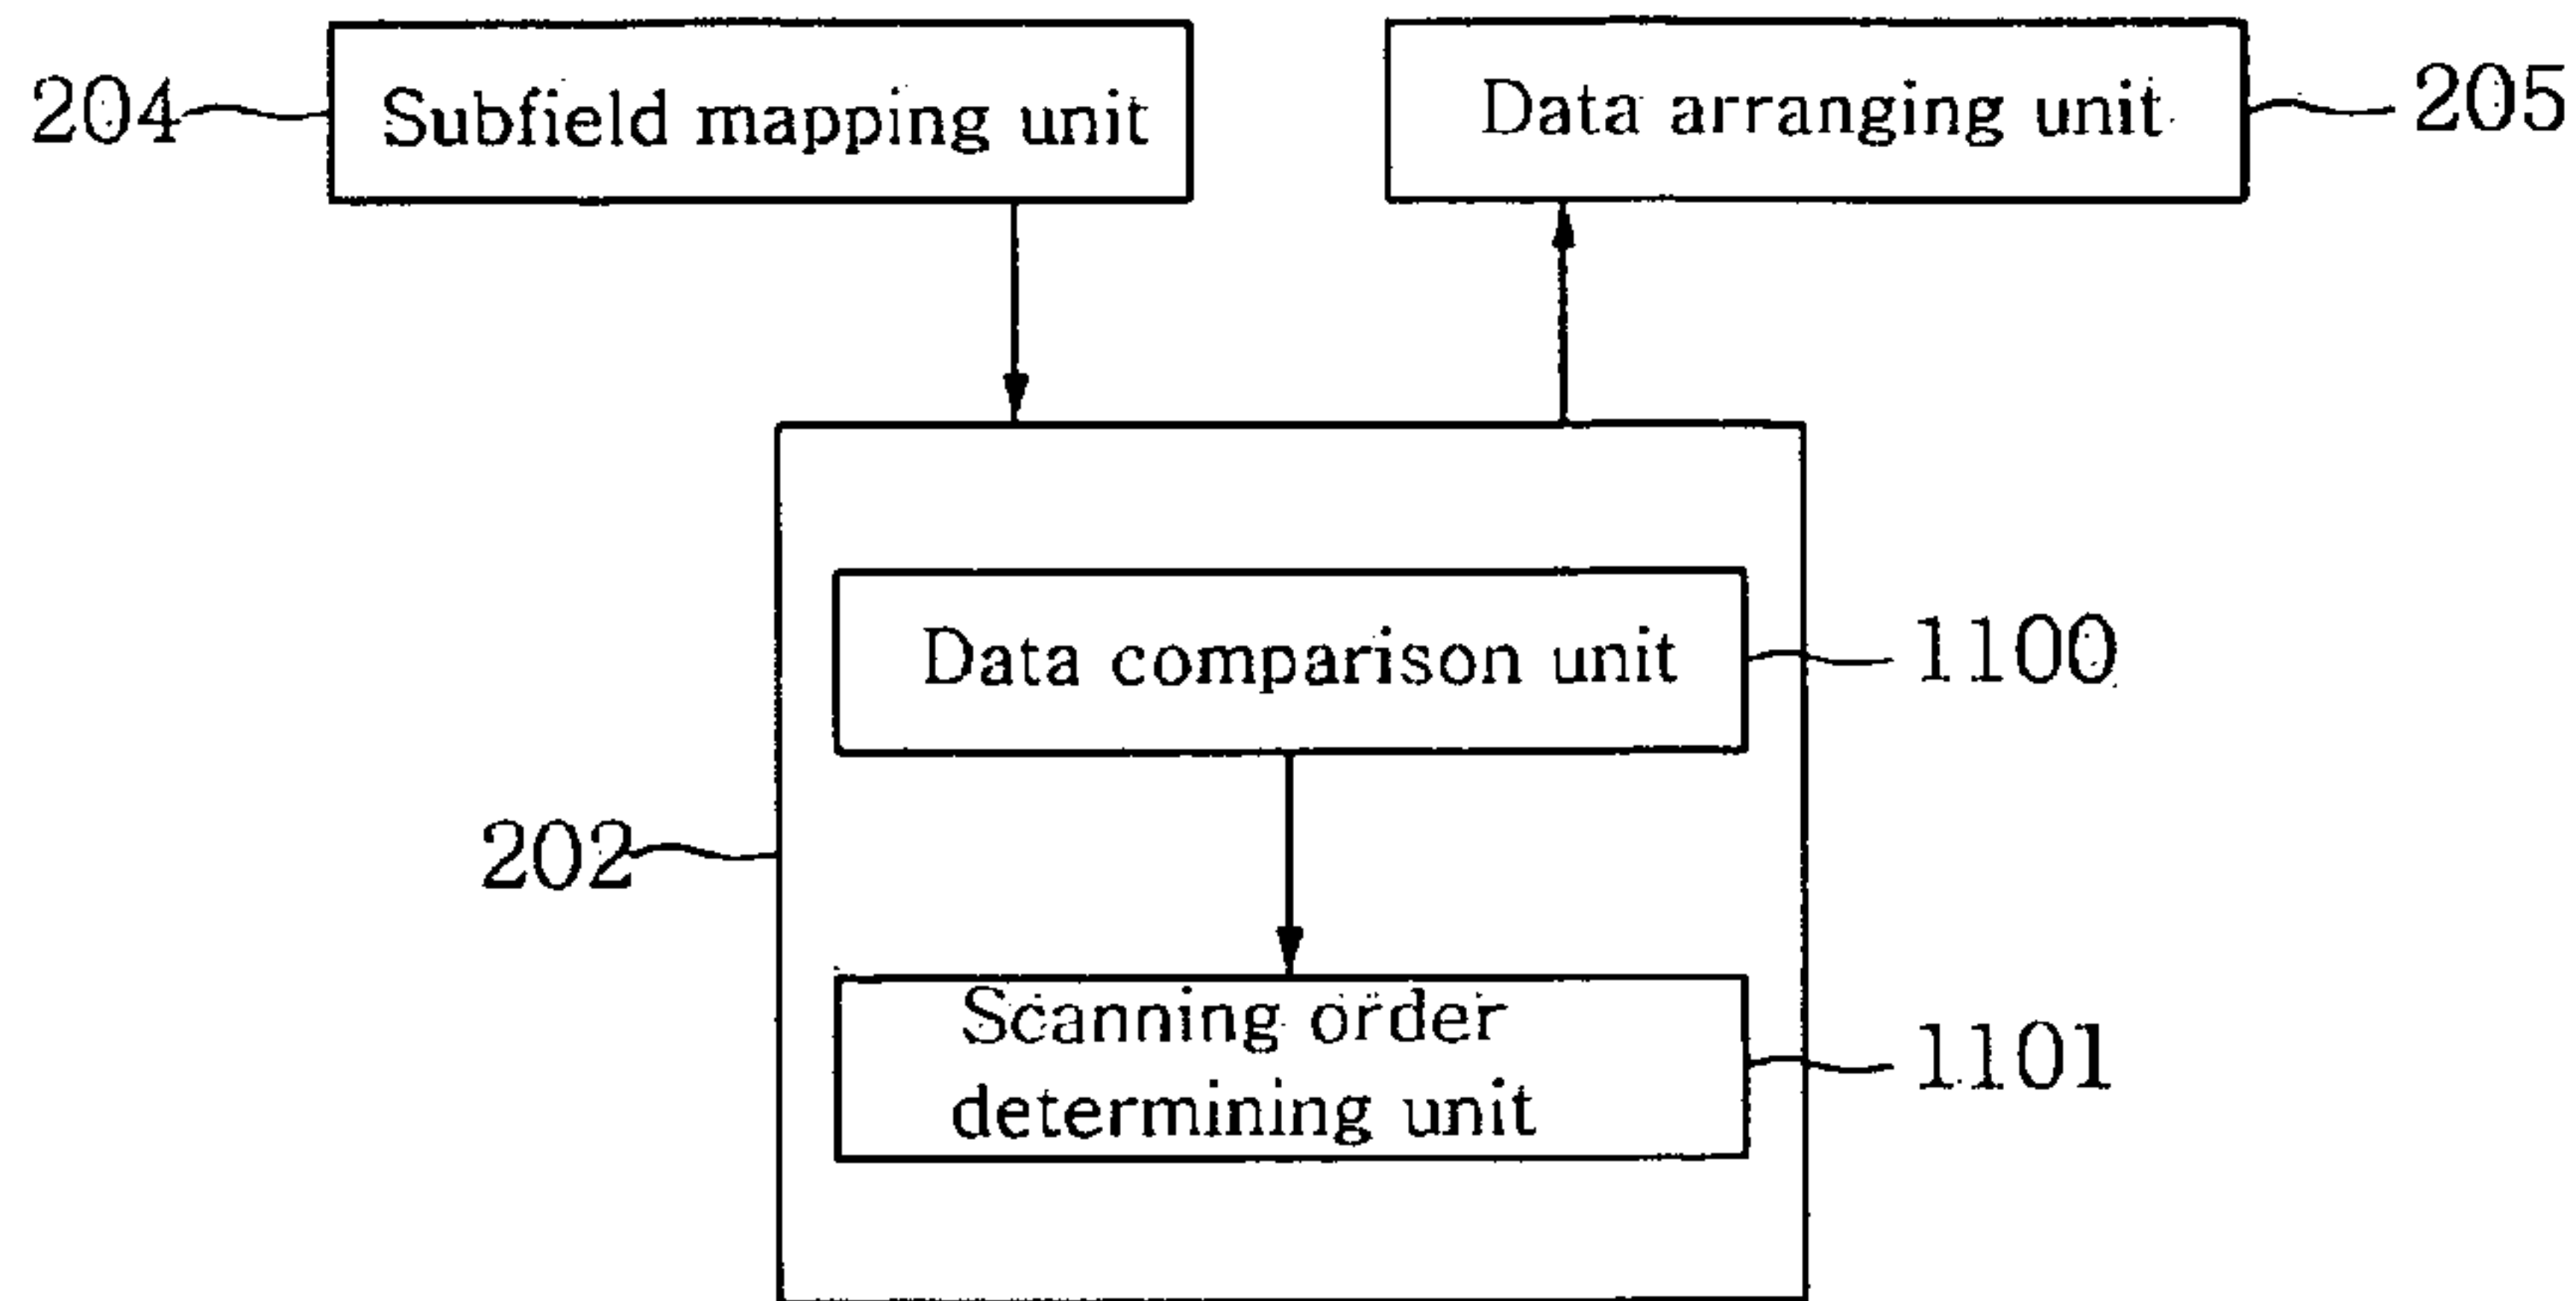 204
Subfield mapping unit
Data arranging unit
205
Data comparison unit
1100
202
Scanning order
determining unit
1101